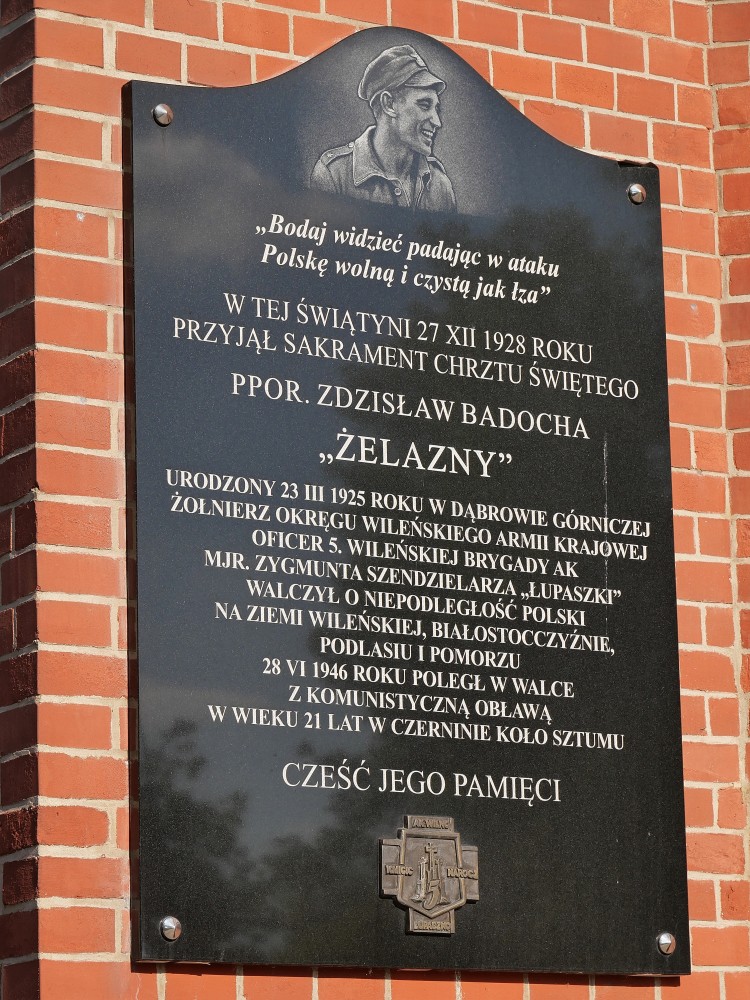 „Bodaj widzieć padając w ataku
Polskę wolną i czystą jak łza”
W TEJ ŚWIĄTYNI 27 XII 1928 ROKU
PRZYJĄŁ SAKRAMENT CHRZTU ŚWIĘTEGO
PPOR. ZDZISŁAW BADOCHA
„ŻELAZNY”
URODZONY 23 III 1925 ROKU W DĄBROWIE GÓRNICZEJ
ŻOŁNIERZ OKRĘGU WILEŃSKIEGO ARMII KRAJOWEJ
OFICER 5. WILEŃSKIEJ BRYGADY AK
MJR. ZYGMUNTA SZENDZIELARZA „ŁUPASZKI”
WALCZYŁ O NIEPODLEGŁOŚĆ POLSKI
NA ZIEMI WILEŃSKIEJ, BIAŁOSTOCCZYŹNIE,
PODLASIU I POMORZU
28 VI 1946 ROKU POLEGŁ W WALCE
Z KOMUNISTYCZNĄ OBŁAWĄ
W WIEKU 21 LAT W CZERNINIE KOŁO SZTUMU
CZEŚĆ JEGO PAMIĘCI
KMICIC NAROCZ
5